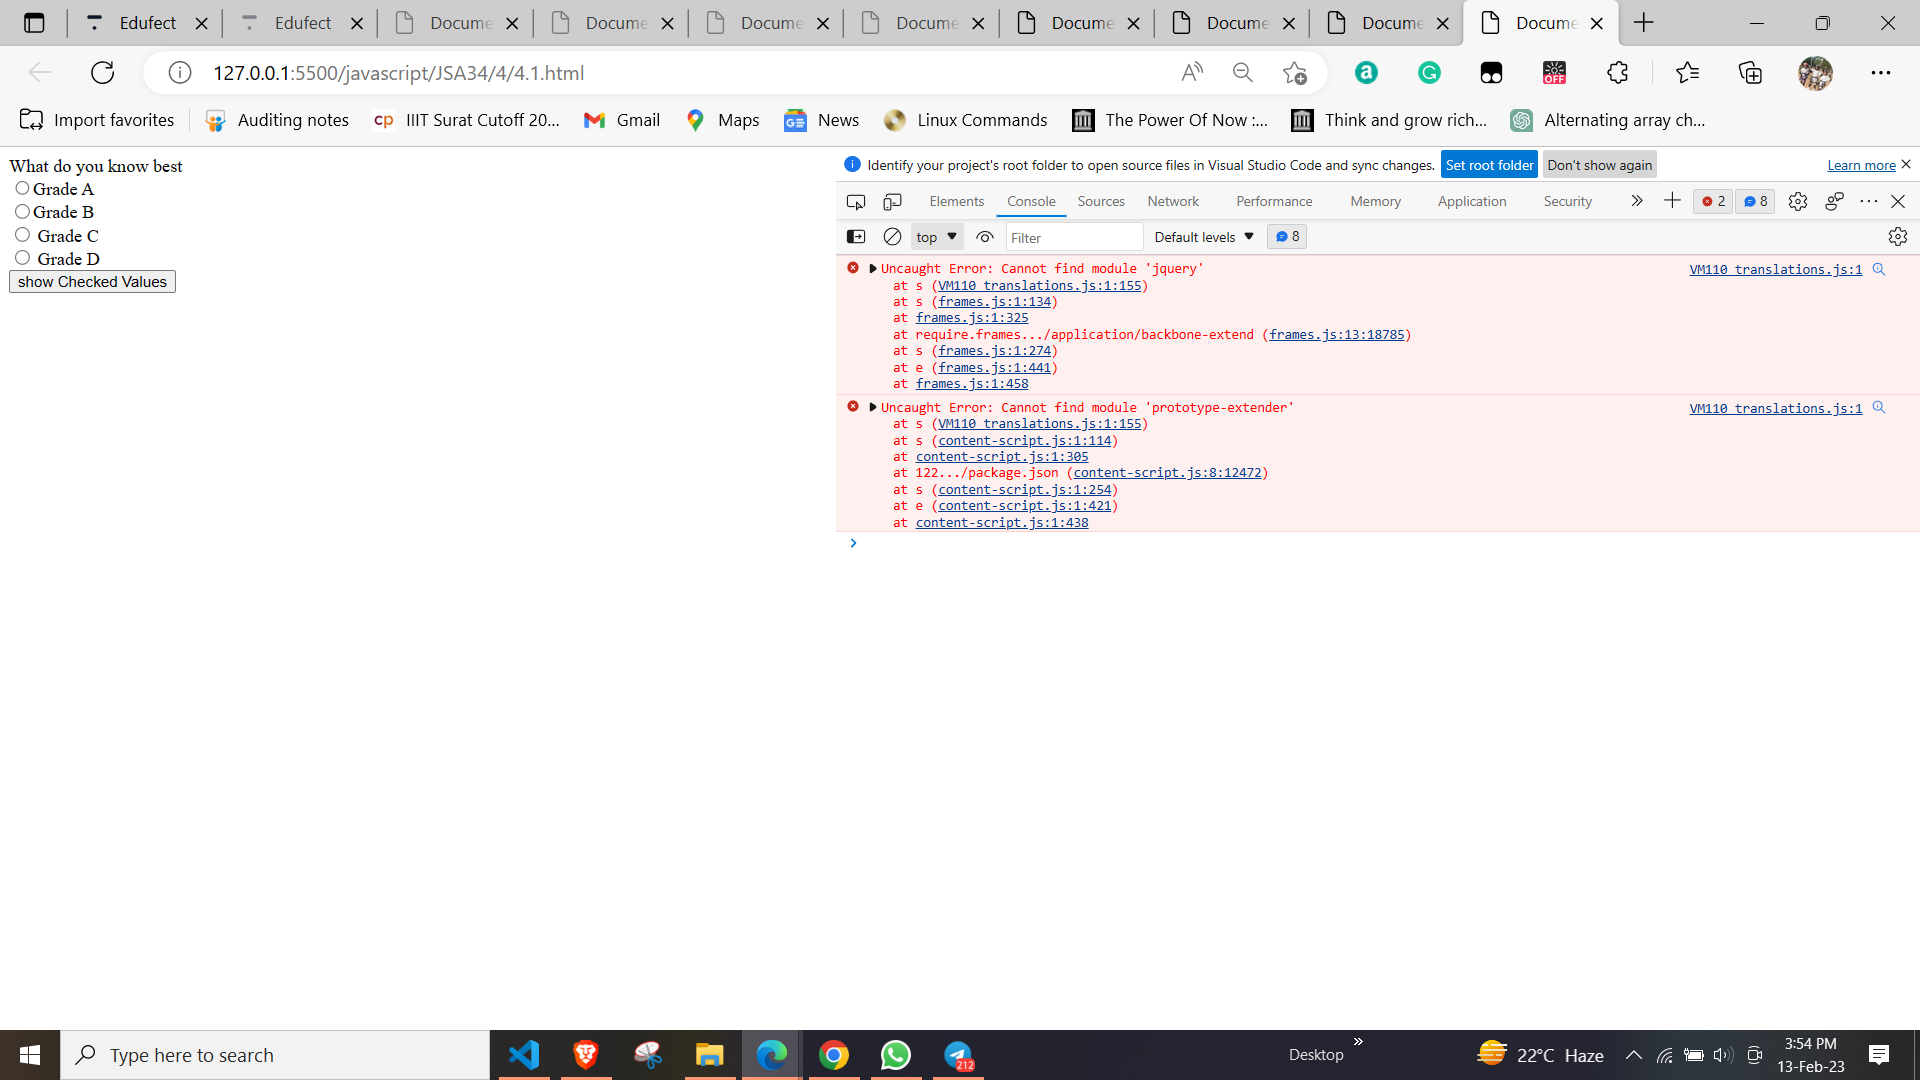 Edufect
Edufect
Docume
Docume
Docume
Docume
Docume
Docume
Docume
Docume
127.0.0.1:5500/javascript/JSA34/4/4.1.html
OFF
Import favorites
Auditing notes
cp IIIT Surat Cutoff 20...
Gmail
Maps
News
Linux Commands
The Power Of Now :...
Think and grow rich...
Alternating array ch...
What do you know best
Grade A
Grade B
Grade C
Grade D
show Checked Values
Identify your project's root folder to open source files in Visual Studio Code and sync changes. Set root folder Don't show again Learn more
Elements Console Sources Network Performance Memory Application Security 2 8
top Filter Default levels 8
Uncaught Error: Cannot find module 'jquery' VM110 translations.js:1
at s (VM110 translations.js:1:155)
at s (frames.js:1:134)
at frames.js:1:325
at require.frames.../application/backbone-extend (frames.js:13:18785)
at s (frames.js:1:274)
at e (frames.js:1:441)
at frames.js:1:458
Uncaught Error: Cannot find module 'prototype-extender' VM110 translations.js:1
at s (VM110 translations.js:1:155)
at s (content-script.js:1:114)
at content-script.js:1:305
at 122.../package.json (content-script.js:8:12472)
at s (content-script.js:1:254)
at e (content-script.js:1:421)
at content-script.js:1:438
Type here to search
212
Desktop
22°C Haze
3:54 PM
13-Feb-23